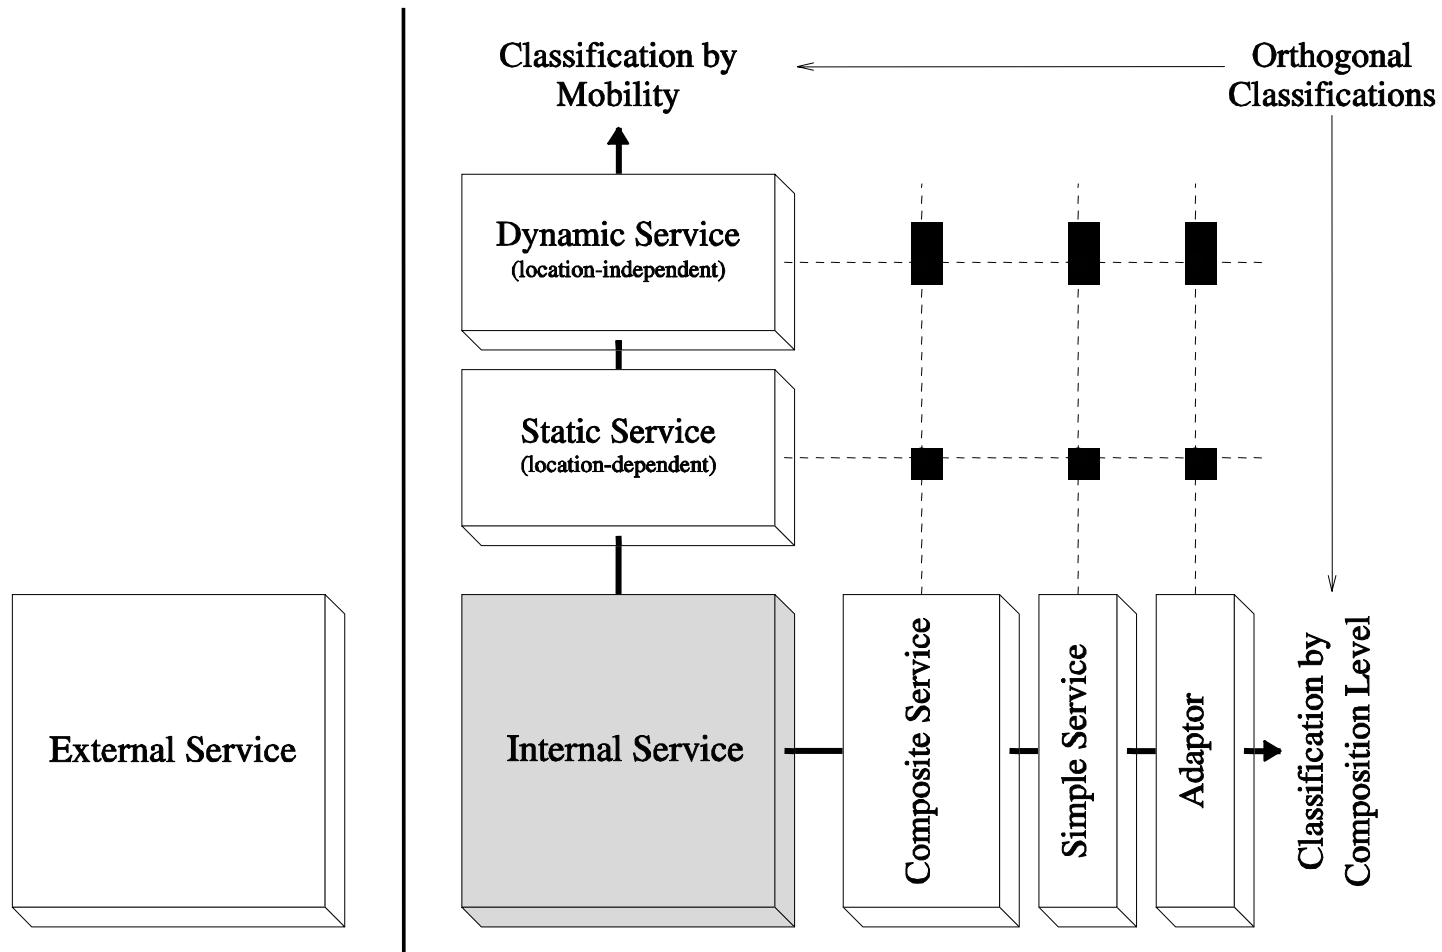 Classification by
Mobility
Orthogonal
Classifications
Dynamic Service
(location-independent)
Static Service
(location-dependent)
External Service
Internal Service
Composite Service
Simple Service
Adaptor
Classification by
Composition Level